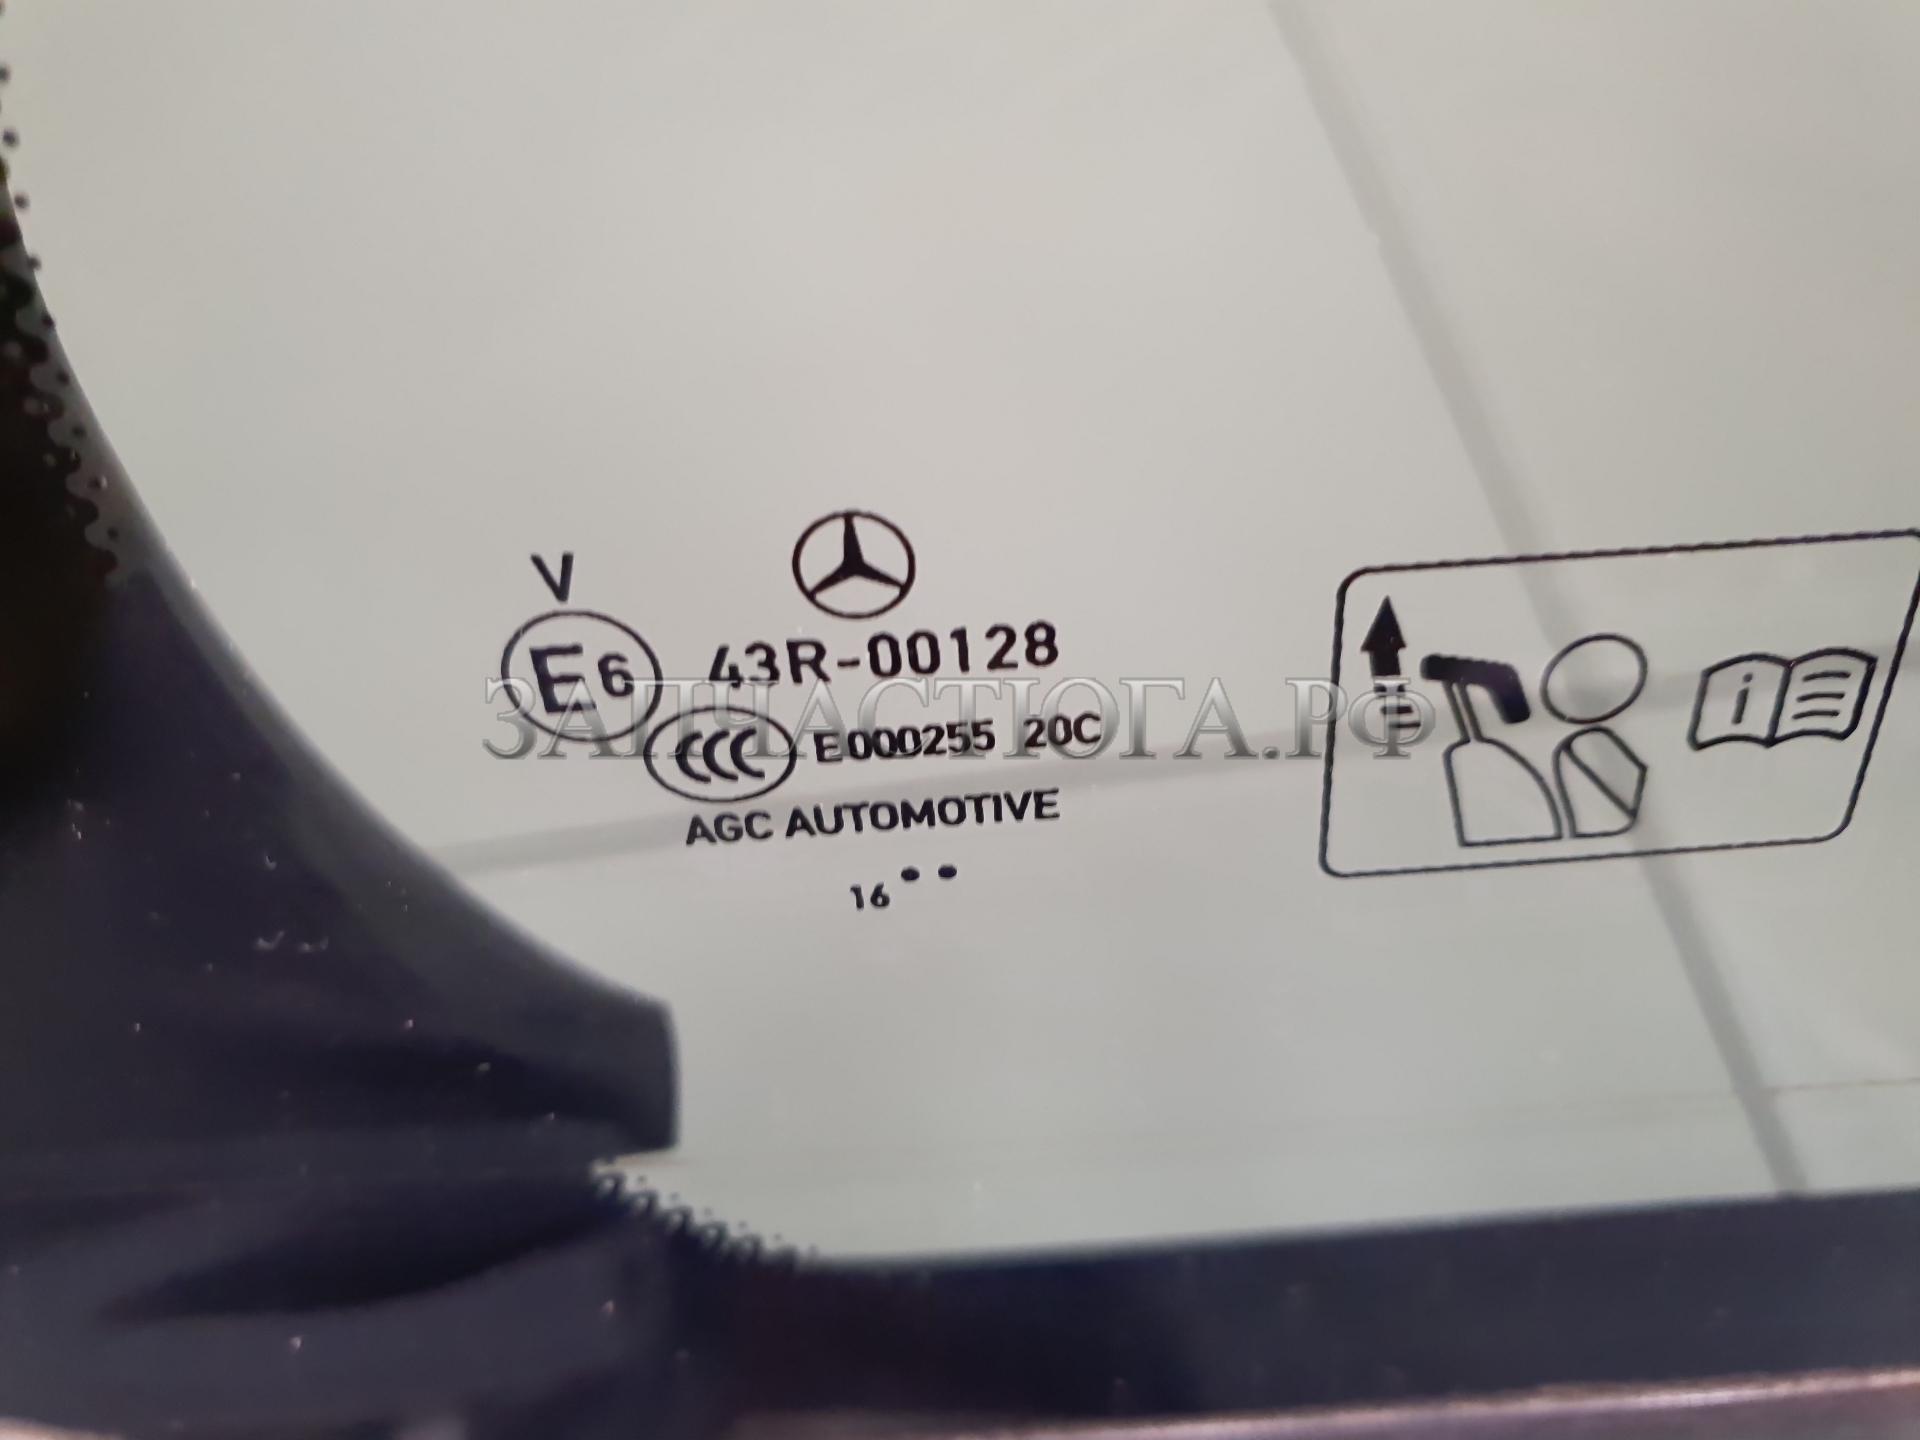 V
E6 43R-00128
ЗАПЧАСТЮГА.РФ
CCC E000255 20C
AGC AUTOMOTIVE
16 ••
i